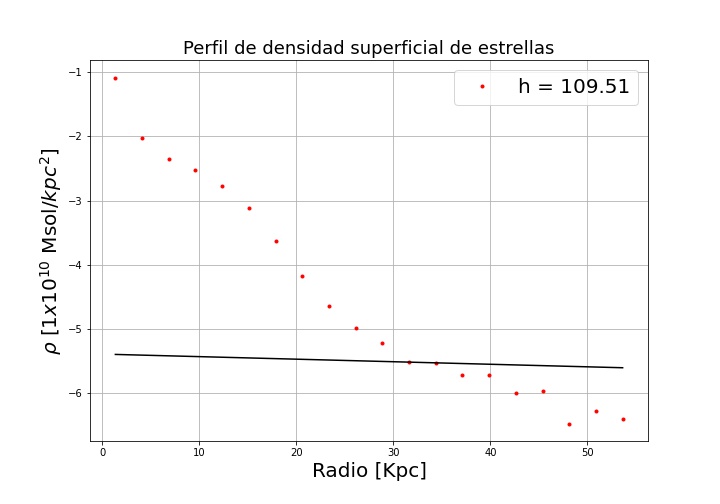 Perfil de densidad superficial de estrellas
h = 109.51
−1
−2
−3
−4
−5
−6
ρ [1x10^10 Msol/kpc^2]
0 10 20 30 40 50
Radio [Kpc]